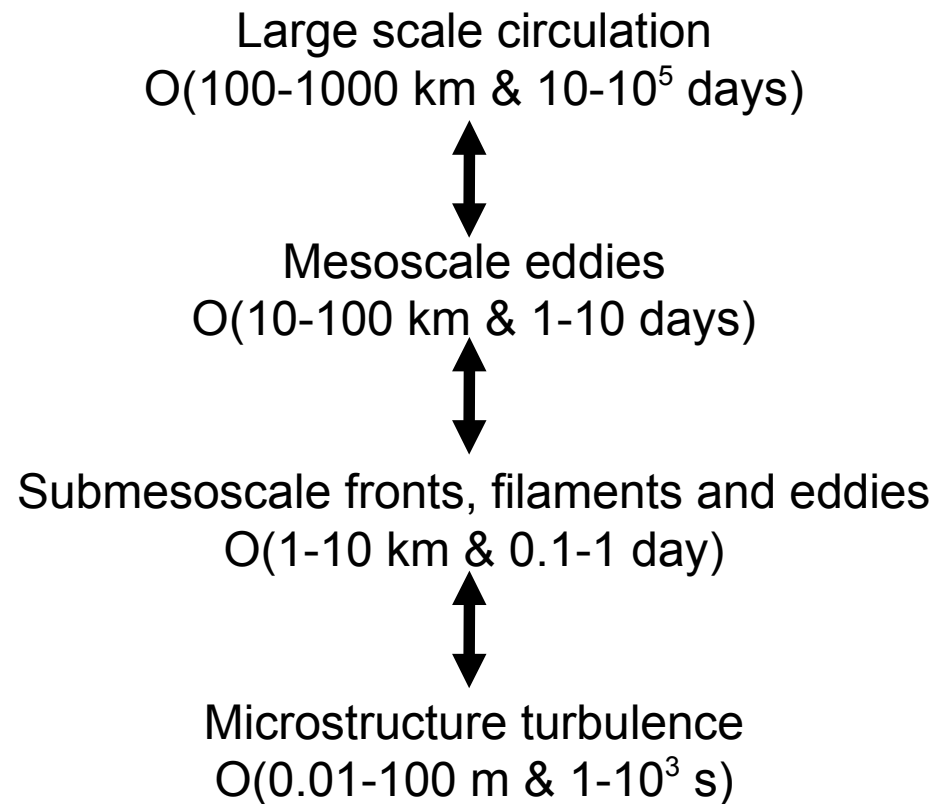 Large scale circulation
O(100-1000 km & 10-10⁵ days)
Mesoscale eddies
O(10-100 km & 1-10 days)
Submesoscale fronts, filaments and eddies
O(1-10 km & 0.1-1 day)
Microstructure turbulence
O(0.01-100 m & 1-10³ s)